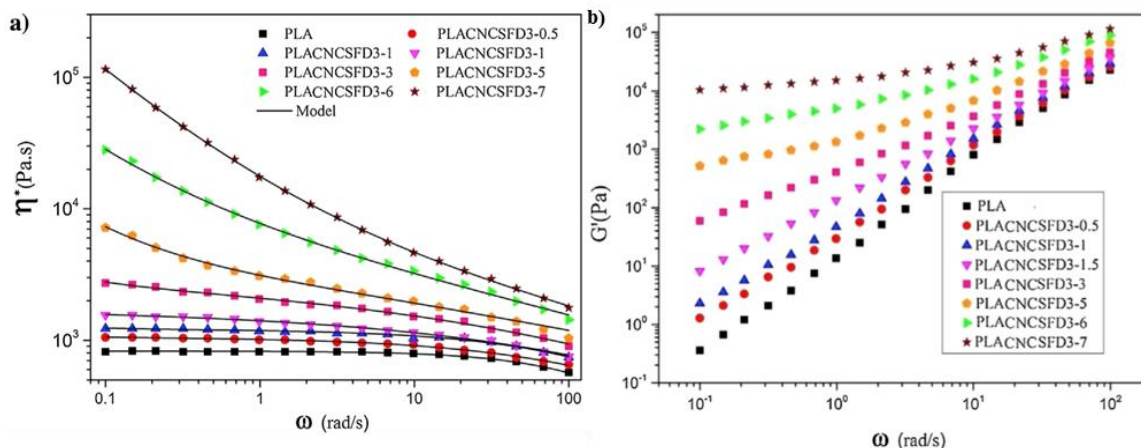 a)
PLA PLACNCSFD3-0.5
PLACNCSFD3-1 PLACNCSFD3-1
PLACNCSFD3-3 PLACNCSFD3-5
PLACNCSFD3-6 PLACNCSFD3-7
Model
η*(Pa.s)
10⁵
10⁴
10³
0.1 1 10 100
ω (rad/s)
b)
G'(Pa)
10⁵
10⁴
10³
10²
10¹
10⁰
10⁻¹
PLA
PLACNCSFD3-0.5
PLACNCSFD3-1
PLACNCSFD3-1.5
PLACNCSFD3-3
PLACNCSFD3-5
PLACNCSFD3-6
PLACNCSFD3-7
10⁻¹ 10⁰ 10¹ 10²
ω (rad/s)